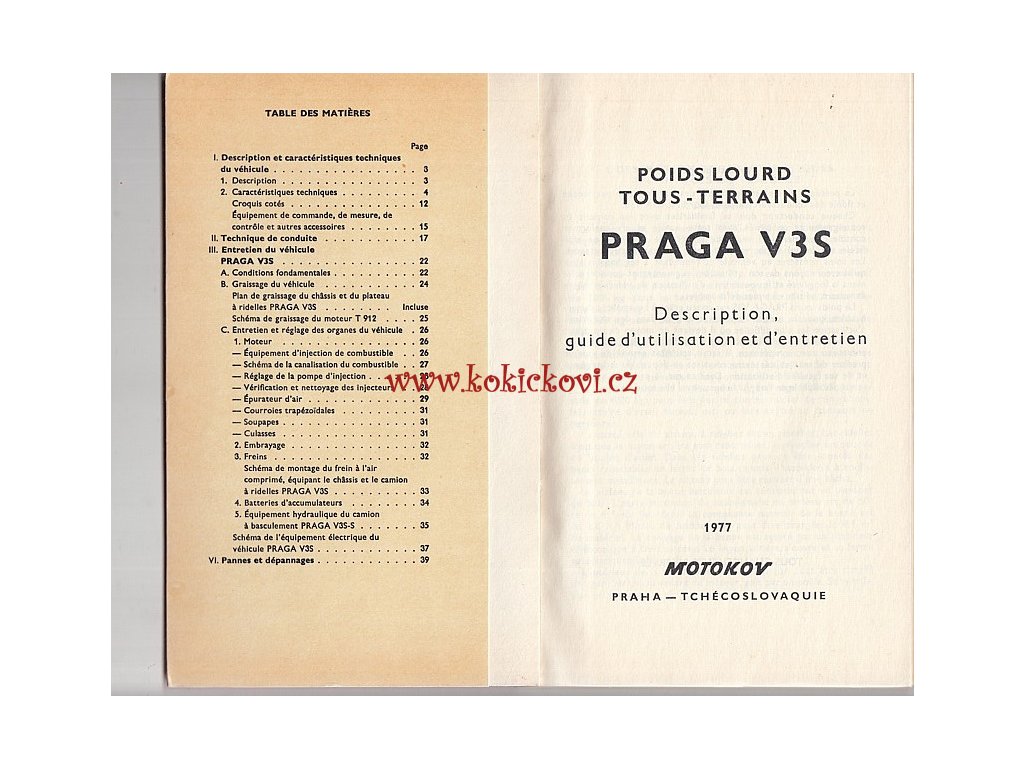 TABLE DES MATIÈRES
Page
I. Description et caractéristiques techniques
du véhicule . . . . . . . . . . . . . . . . . 3
1. Description . . . . . . . . . . . . . . . . 3
2. Caractéristiques techniques . . . . . . . . 4
Croquis cotés . . . . . . . . . . . . . . . 12
Équipement de commande, de mesure, de
contrôle et autres accessoires . . . . . . . . 15
II. Technique de conduite . . . . . . . . . . . . 17
III. Entretien du véhicule
PRAGA V3S . . . . . . . . . . . . . . . . 22
A. Conditions fondamentales . . . . . . . . . . 22
B. Graissage du véhicule . . . . . . . . . . . 24
Plan de graissage du châssis et du plateau
à ridelles PRAGA V3S . . . . . . . . Incluse
Schéma de graissage du moteur T 912 . . . . 25
C. Entretien et réglage des organes du véhicule . 26
1. Moteur . . . . . . . . . . . . . . . . 26
— Équipement d'injection de combustible . . 26
— Schéma de la canalisation du combustible . . 27
— Réglage de la pompe d'injection . . . . . 28
— Vérification et nettoyage des injecteurs . . 28
— Épurateur d'air . . . . . . . . . . . . . 29
— Courroies trapézoïdales . . . . . . . . . 31
— Soupapes . . . . . . . . . . . . . . . . 31
— Culasses . . . . . . . . . . . . . . . . 31
2. Embrayage . . . . . . . . . . . . . . . 32
3. Freins . . . . . . . . . . . . . . . . . 32
Schéma de montage du frein à l'air
comprimé, équipant le châssis et le camion
à ridelles PRAGA V3S . . . . . . . . . . 33
4. Batteries d'accumulateurs . . . . . . . . 34
5. Équipement hydraulique du camion
à basculement PRAGA V3S-S . . . . . . . . 35
Schéma de l'équipement électrique du
véhicule PRAGA V3S . . . . . . . . . . . . 37
VI. Pannes et dépannages . . . . . . . . . . . . 39
POIDS LOURD
TOUS-TERRAINS
PRAGA V3S
Description,
guide d'utilisation et d'entretien
1977
MOTOKOV
PRAHA — TCHÉCOSLOVAQUIE
www.kokickovi.cz